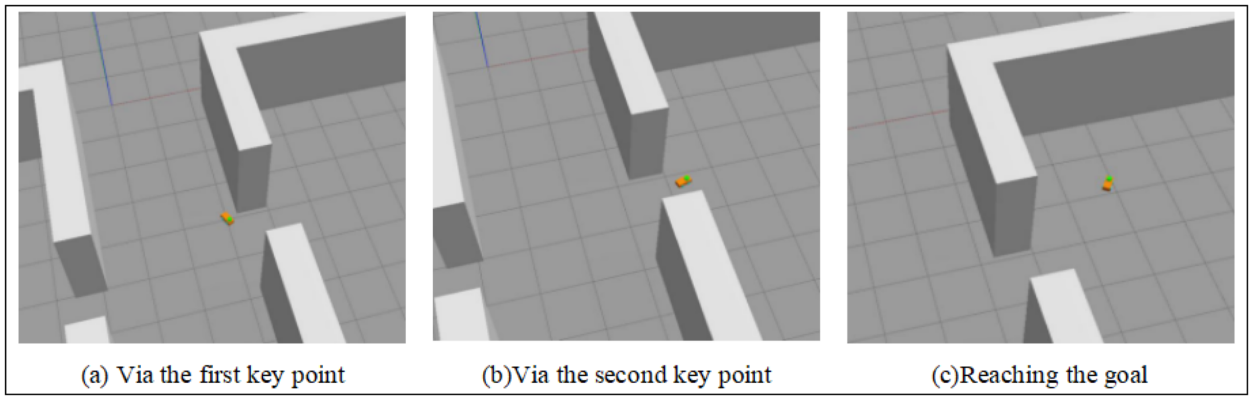 (a) Via the first key point
(b)Via the second key point
(c)Reaching the goal